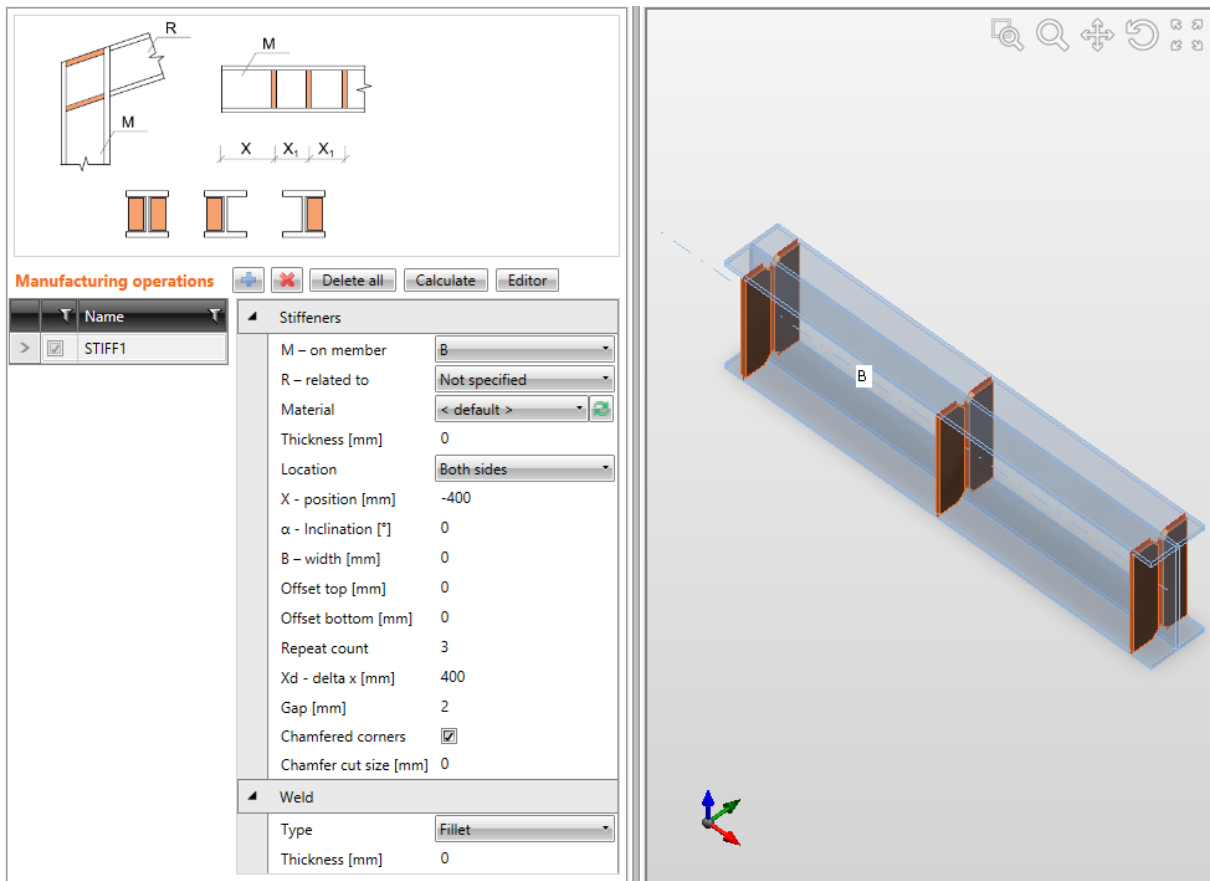 R
M
M
X X₁ X₁
Manufacturing operations Delete all Calculate Editor
Name
STIFF1
Stiffeners
M – on member B
R – related to Not specified
Material < default >
Thickness [mm] 0
Location Both sides
X - position [mm] -400
α - Inclination [°] 0
B – width [mm] 0
Offset top [mm] 0
Offset bottom [mm] 0
Repeat count 3
Xd - delta x [mm] 400
Gap [mm] 2
Chamfered corners
Chamfer cut size [mm] 0
Weld
Type Fillet
Thickness [mm] 0
B